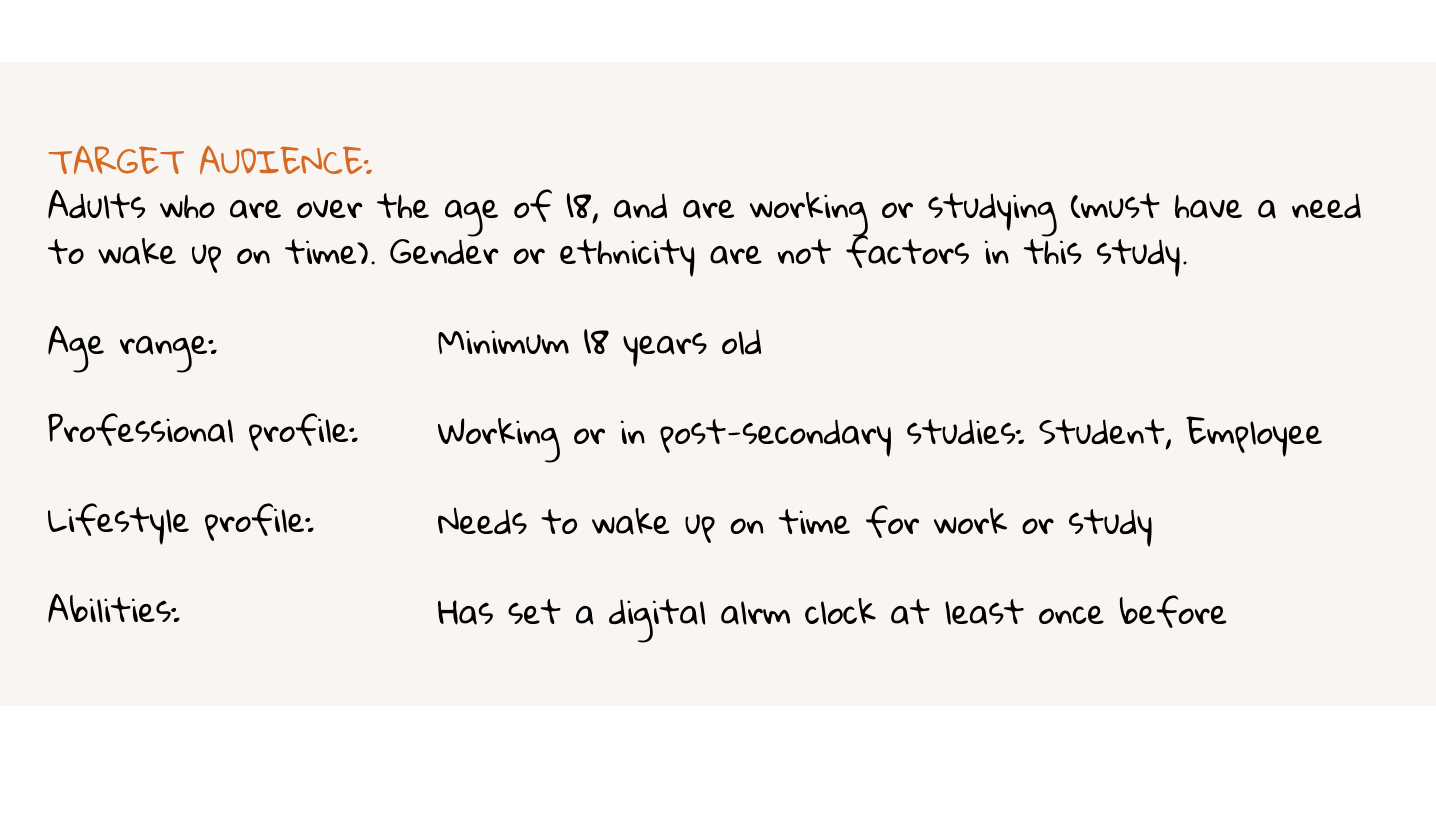 TARGET AUDIENCE:
Adults who are over the age of 18, and are working or studying (must have a need
to wake up on time). Gender or ethnicity are not factors in this study.
Age range: Minimum 18 years old
Professional profile: Working or in post-secondary studies: Student, Employee
Lifestyle profile: Needs to wake up on time for work or study
Abilities: Has set a digital alrm clock at least once before